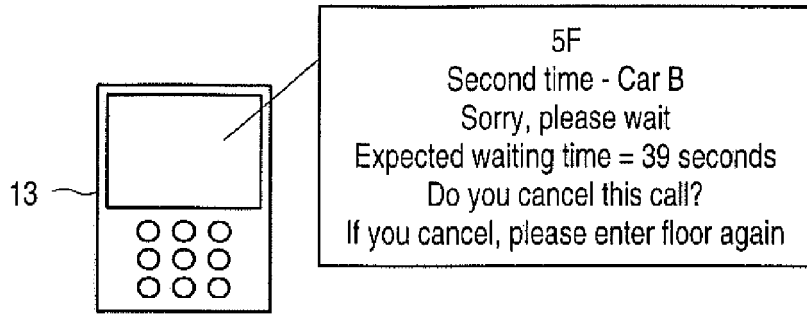 5F
Second time - Car B
Sorry, please wait
Expected waiting time = 39 seconds
Do you cancel this call?
If you cancel, please enter floor again
13